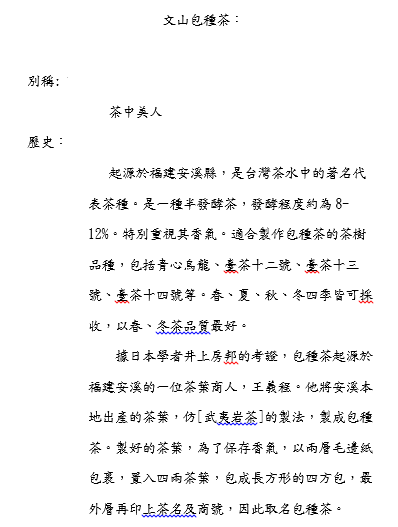 文山包種茶：
別稱:
茶中美人
歷史：
起源於福建安溪縣，是台灣茶水中的著名代
表茶種。是一種半發酵茶，發酵程度約為 8-
12%。特別重視其香氣。適合製作包種茶的茶樹
品種，包括青心烏龍、臺茶十二號、臺茶十三
號、臺茶十四號等。春、夏、秋、冬四季皆可採
收，以春、冬茶品質最好。
據日本學者井上房邦的考證，包種茶起源於
福建安溪的一位茶葉商人，王義程。他將安溪本
地出產的茶葉，仿[武夷岩茶]的製法，製成包種
茶。製好的茶葉，為了保存香氣，以兩層毛邊紙
包裹，置入四兩茶葉，包成長方形的四方包，最
外層再印上茶名及商號，因此取名包種茶。